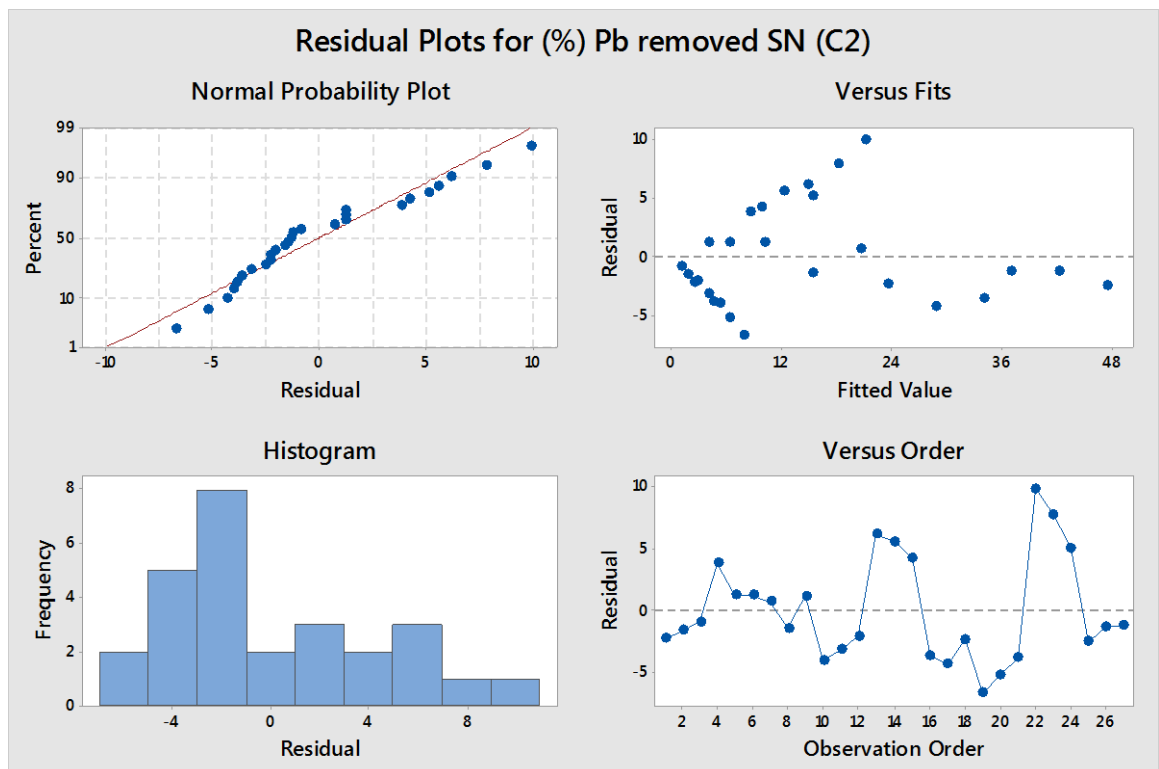 Residual Plots for (%) Pb removed SN (C2)
Normal Probability Plot
99
90
50
10
1
Percent
-10 -5 0 5 10
Residual
Versus Fits
10
5
0
-5
Residual
0 12 24 36 48
Fitted Value
Histogram
8
6
4
2
0
Frequency
-4 0 4 8
Residual
Versus Order
10
5
0
-5
Residual
2 4 6 8 10 12 14 16 18 20 22 24 26
Observation Order